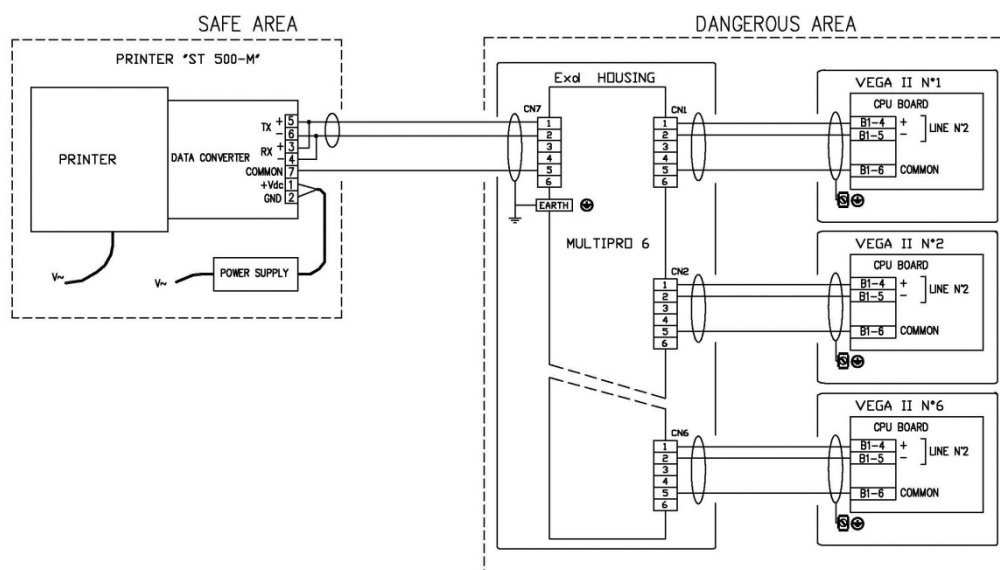 SAFE AREA
PRINTER "ST 500-M"
PRINTER
DATA CONVERTER
TX + 5
- 6
RX + 3
- 4
COMMON 7
+Vdc 1
GND 2
V~
V~
POWER SUPPLY
DANGEROUS AREA
Exd HOUSING
CN7
1
2
3
4
5
6
EARTH
MULTIPRO 6
CN1
1
2
3
4
5
6
CN2
1
2
3
4
5
6
CN6
1
2
3
4
5
6
VEGA II N°1
CPU BOARD
B1-4 +
B1-5 -
LINE N°2
B1-6 COMMON
VEGA II N°2
CPU BOARD
B1-4 +
B1-5 -
LINE N°2
B1-6 COMMON
VEGA II N°6
CPU BOARD
B1-4 +
B1-5 -
LINE N°2
B1-6 COMMON